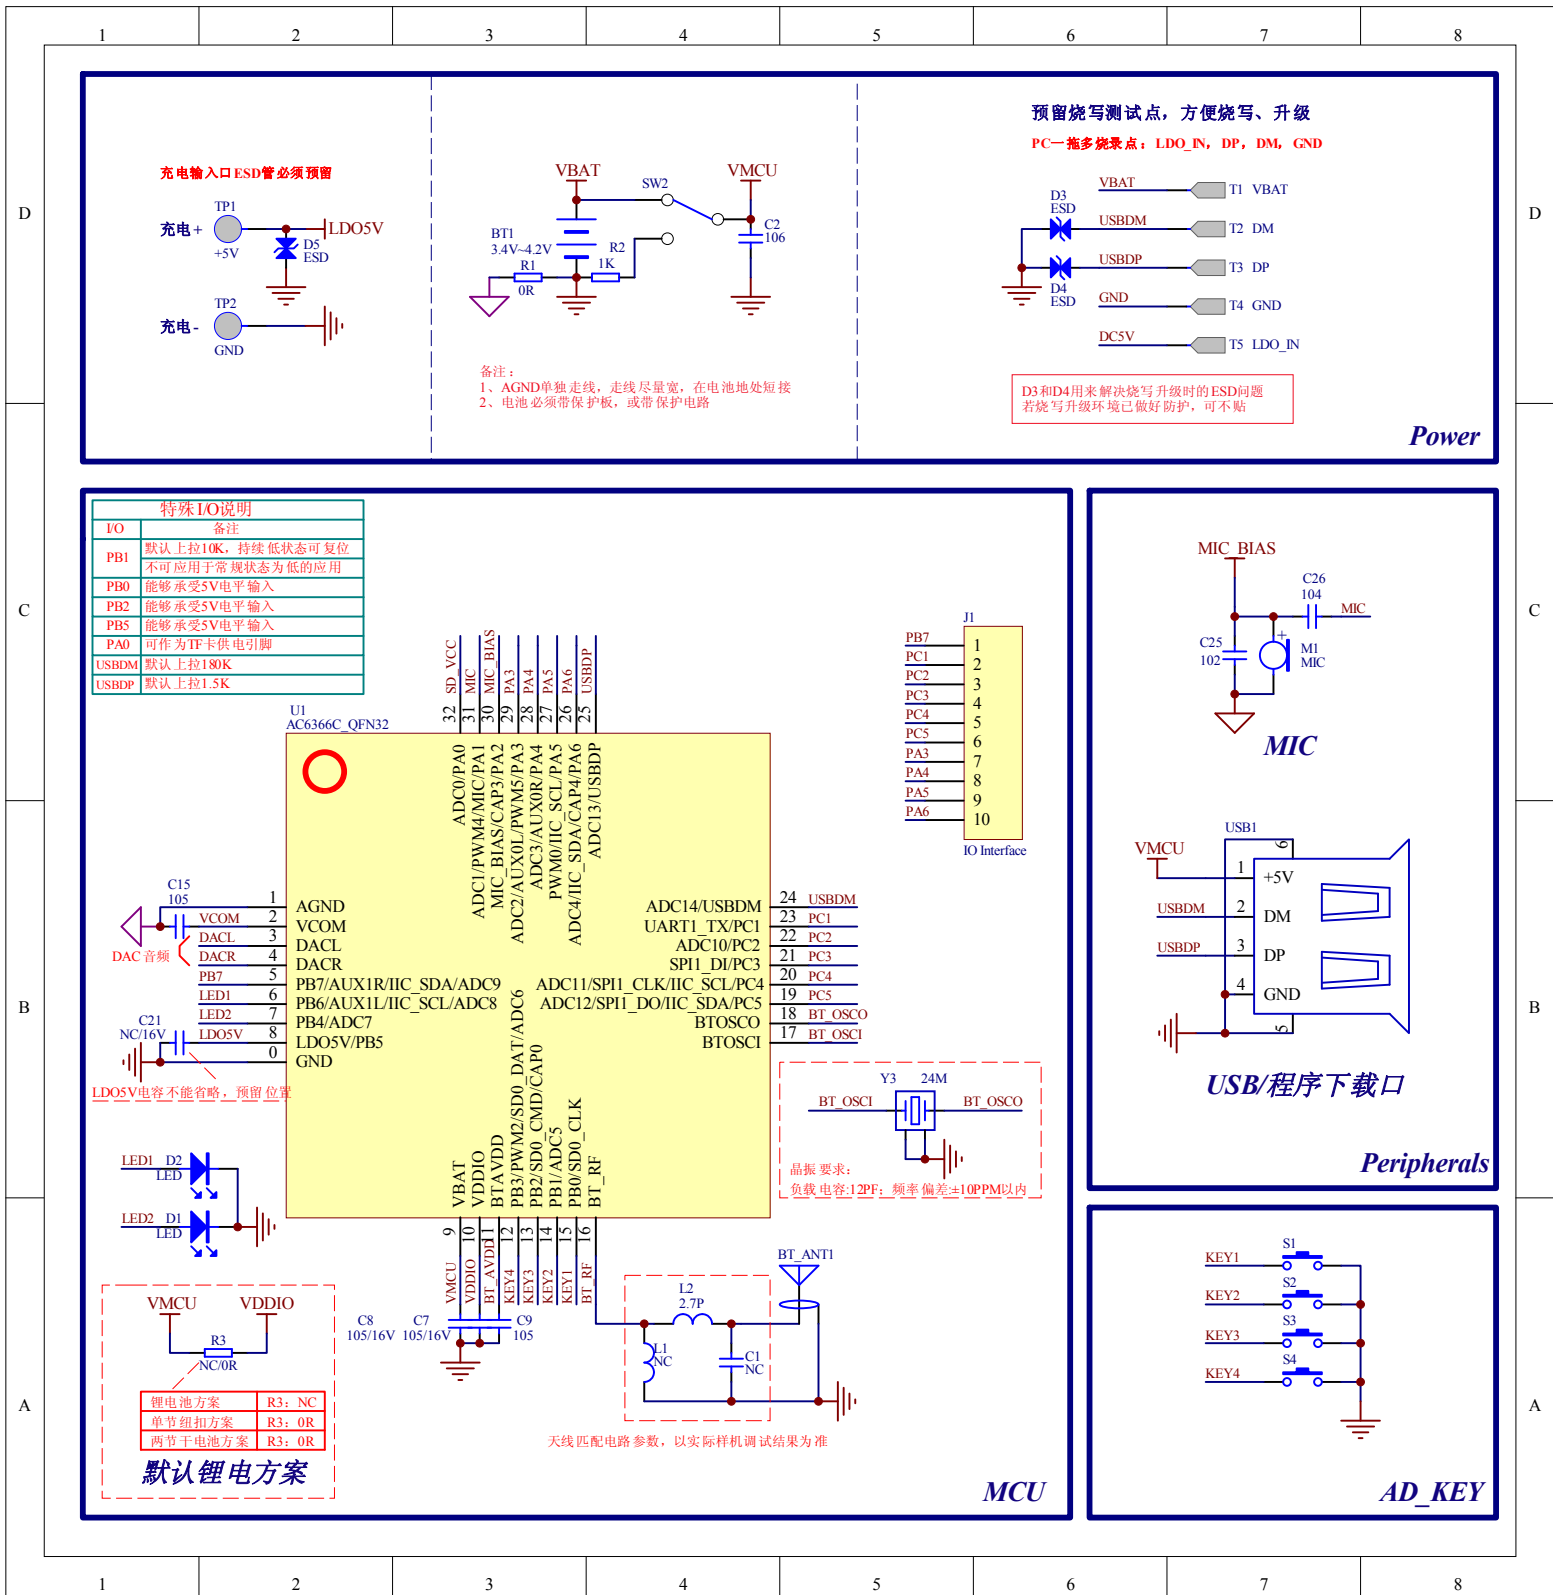 1 2 3 4 5 6 7 8
D
D
C
C
B
B
A
A
充电输入口ESD管必须预留
充电+
TP1
+5V
D5
ESD
LDO5V
充电-
TP2
GND
VBAT
SW2
VMCU
BT1
3.4V~4.2V
R2
1K
R1
0R
C2
106
备注：
1、AGND单独走线，走线尽量宽，在电池地处短接
2、电池必须带保护板，或带保护电路
预留烧写测试点，方便烧写、升级
PC一拖多烧录点：LDO_IN，DP，DM，GND
D3
ESD
D4
ESD
VBAT T1 VBAT
USBDM T2 DM
USBDP T3 DP
GND T4 GND
DC5V T5 LDO_IN
D3和D4用来解决烧写升级时的ESD问题
若烧写升级环境已做好防护，可不贴
Power
特殊I/O说明
I/O 备注
PB1 默认上拉10K，持续低状态可复位
不可应用于常规状态为低的应用
PB0 能够承受5V电平输入
PB2 能够承受5V电平输入
PB5 能够承受5V电平输入
PA0 可作为TF卡供电引脚
USBDM 默认上拉180K
USBDP 默认上拉1.5K
U1
AC6366C_QFN32
SD_VCC 32 ADC0/PA0
MIC 31 ADC1/PWM4/MIC/PA1
MIC_BIAS 30 MIC_BIAS/CAP3/PA2
PA3 29 ADC2/AUX0L/PWM5/PA3
PA4 28 ADC3/AUX0R/PA4
PA5 27 PWM0/IIC_SCL/PA5
PA6 26 ADC4/IIC_SDA/CAP4/PA6
USBDP 25 ADC13/USBDP
1 AGND
VCOM 2 VCOM
DACL 3 DACL
DACR 4 DACR
PB7 5 PB7/AUX1R/IIC_SDA/ADC9
LED1 6 PB6/AUX1L/IIC_SCL/ADC8
LED2 7 PB4/ADC7
LDO5V 8 LDO5V/PB5
0 GND
C15
105
DAC音频
C21
NC/16V
LDO5V电容不能省略，预留位置
ADC14/USBDM 24 USBDM
UART1_TX/PC1 23 PC1
ADC10/PC2 22 PC2
SPI1_DI/PC3 21 PC3
ADC11/SPI1_CLK/IIC_SCL/PC4 20 PC4
ADC12/SPI1_DO/IIC_SDA/PC5 19 PC5
BTOSCO 18 BT_OSCO
BTOSCI 17 BT_OSCI
VBAT 9 VMCU
VDDIO 10 VDDIO
BTAVDD 11 BT_AVDD
PB3/PWM2/SD0_DAT/ADC6 12 KEY4
PB2/SD0_CMD/CAP0 13 KEY3
PB1/ADC5 14 KEY2
PB0/SD0_CLK 15 KEY1
BT_RF 16 BT_RF
J1
PB7 1
PC1 2
PC2 3
PC3 4
PC4 5
PC5 6
PA3 7
PA4 8
PA5 9
PA6 10
IO Interface
Y3 24M
BT_OSCI BT_OSCO
晶振要求：
负载电容:12PF；频率偏差:±10PPM以内
LED1 D2
LED
LED2 D1
LED
VMCU VDDIO
R3
NC/0R
锂电池方案 R3：NC
单节纽扣方案 R3：0R
两节干电池方案 R3：0R
默认锂电方案
C8
105/16V
C7
105/16V
C9
105
L2
2.7P
L1
NC
C1
NC
BT_ANT1
天线匹配电路参数，以实际样机调试结果为准
MCU
MIC_BIAS
C26
104
MIC
C25
102
+
M1
MIC
MIC
USB1
VMCU
6
1 +5V
USBDM 2 DM
USBDP 3 DP
4 GND
5
USB/程序下载口
Peripherals
KEY1 S1
KEY2 S2
KEY3 S3
KEY4 S4
AD_KEY
1 2 3 4 5 6 7 8